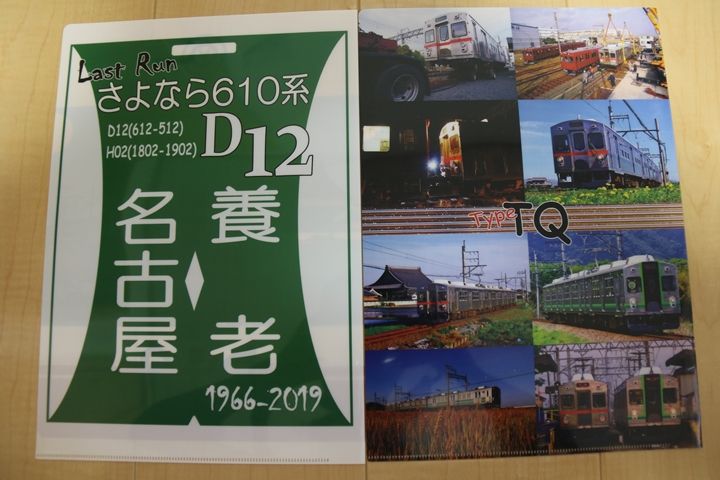 Last Run
さよなら610系
D12(612-512)
H02(1802-1902)
D12
養老
名古屋
1966-2019
Type TQ